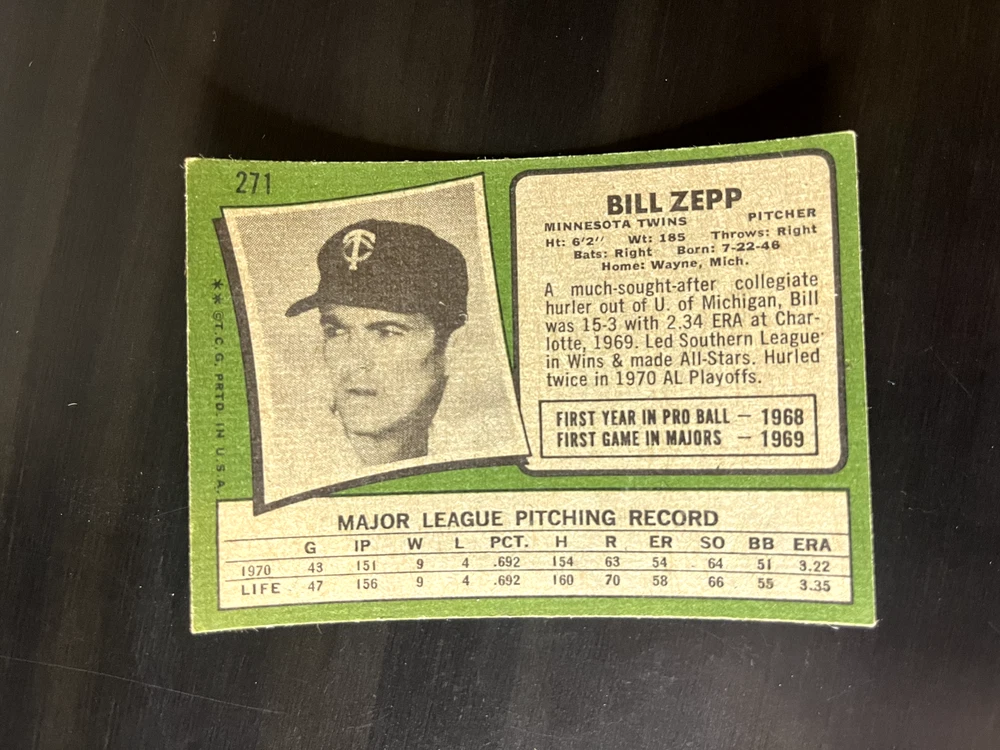 271
BILL ZEPP
MINNESOTA TWINS PITCHER
Ht: 6'2" Wt: 185 Throws: Right
Bats: Right Born: 7-22-46
Home: Wayne, Mich.
A much-sought-after collegiate
hurler out of U. of Michigan, Bill
was 15-3 with 2.34 ERA at Char-
lotte, 1969. Led Southern League
in Wins & made All-Stars. Hurled
twice in 1970 AL Playoffs.
FIRST YEAR IN PRO BALL — 1968
FIRST GAME IN MAJORS — 1969
TC
** ©T.C.G. PRTD. IN U.S.A.
MAJOR LEAGUE PITCHING RECORD
G IP W L PCT. H R ER SO BB ERA
1970 43 151 9 4 .692 154 63 54 64 51 3.22
LIFE 47 156 9 4 .692 160 70 58 66 55 3.35